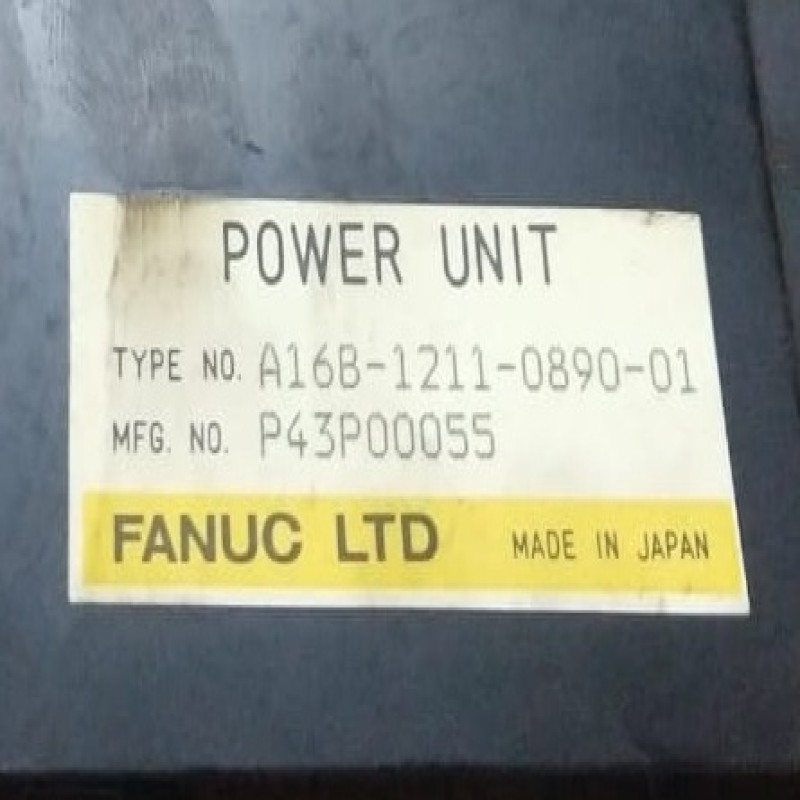 POWER UNIT
TYPE NO. A16B-1211-0890-01
MFG. NO. P43P00055
FANUC LTD MADE IN JAPAN